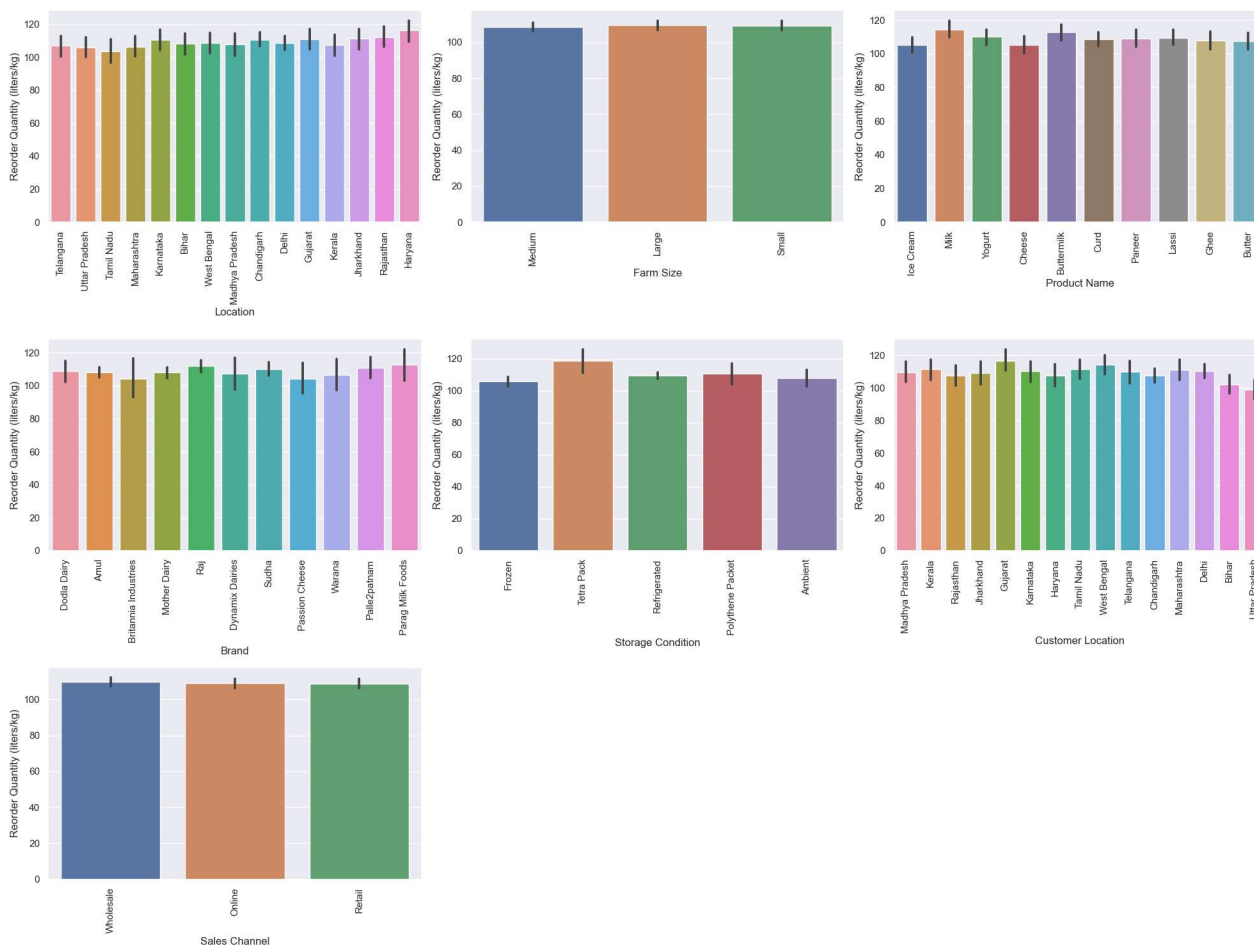 Reorder Quantity (liters/kg)
120
100
80
60
40
20
0
Telangana
Uttar Pradesh
Tamil Nadu
Maharashtra
Karnataka
Bihar
West Bengal
Madhya Pradesh
Chandigarh
Delhi
Gujarat
Kerala
Jharkhand
Rajasthan
Haryana
Location
Reorder Quantity (liters/kg)
100
80
60
40
20
0
Medium
Large
Small
Farm Size
Reorder Quantity (liters/kg)
120
100
80
60
40
20
0
Ice Cream
Milk
Yogurt
Cheese
Buttermilk
Curd
Paneer
Lassi
Ghee
Butter
Product Name
Reorder Quantity (liters/kg)
120
100
80
60
40
20
0
Dodla Dairy
Amul
Britannia Industries
Mother Dairy
Raj
Dynamix Dairies
Sudha
Passion Cheese
Warana
Palle2patnam
Parag Milk Foods
Brand
Reorder Quantity (liters/kg)
120
100
80
60
40
20
0
Frozen
Tetra Pack
Refrigerated
Polythene Packet
Ambient
Storage Condition
Reorder Quantity (liters/kg)
120
100
80
60
40
20
0
Madhya Pradesh
Kerala
Rajasthan
Jharkhand
Gujarat
Karnataka
Haryana
Tamil Nadu
West Bengal
Telangana
Chandigarh
Maharashtra
Delhi
Bihar
Uttar Pradesh
Customer Location
Reorder Quantity (liters/kg)
100
80
60
40
20
0
Wholesale
Online
Retail
Sales Channel